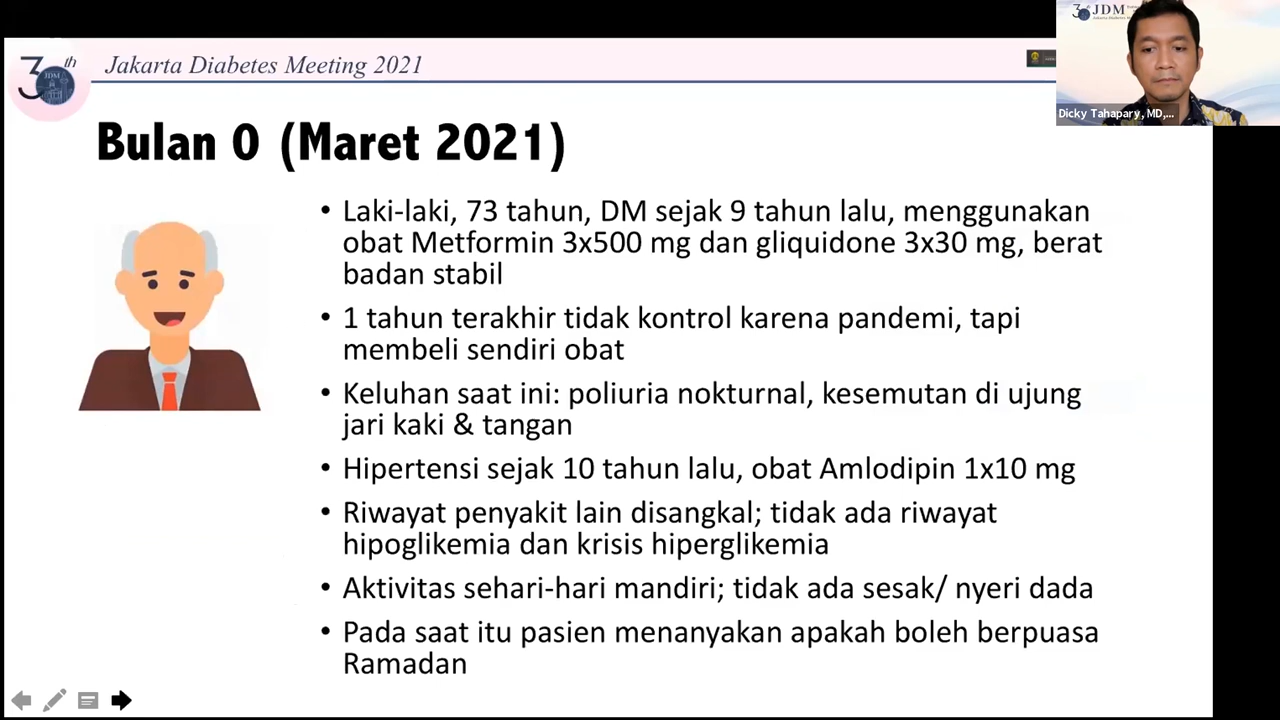 30th
JDM
Jakarta Diabetes Meeting 2021
JDM
Dicky Tahapary, MD,...
Bulan 0 (Maret 2021)
• Laki-laki, 73 tahun, DM sejak 9 tahun lalu, menggunakan
obat Metformin 3x500 mg dan gliquidone 3x30 mg, berat
badan stabil
• 1 tahun terakhir tidak kontrol karena pandemi, tapi
membeli sendiri obat
• Keluhan saat ini: poliuria nokturnal, kesemutan di ujung
jari kaki & tangan
• Hipertensi sejak 10 tahun lalu, obat Amlodipin 1x10 mg
• Riwayat penyakit lain disangkal; tidak ada riwayat
hipoglikemia dan krisis hiperglikemia
• Aktivitas sehari-hari mandiri; tidak ada sesak/ nyeri dada
• Pada saat itu pasien menanyakan apakah boleh berpuasa
Ramadan